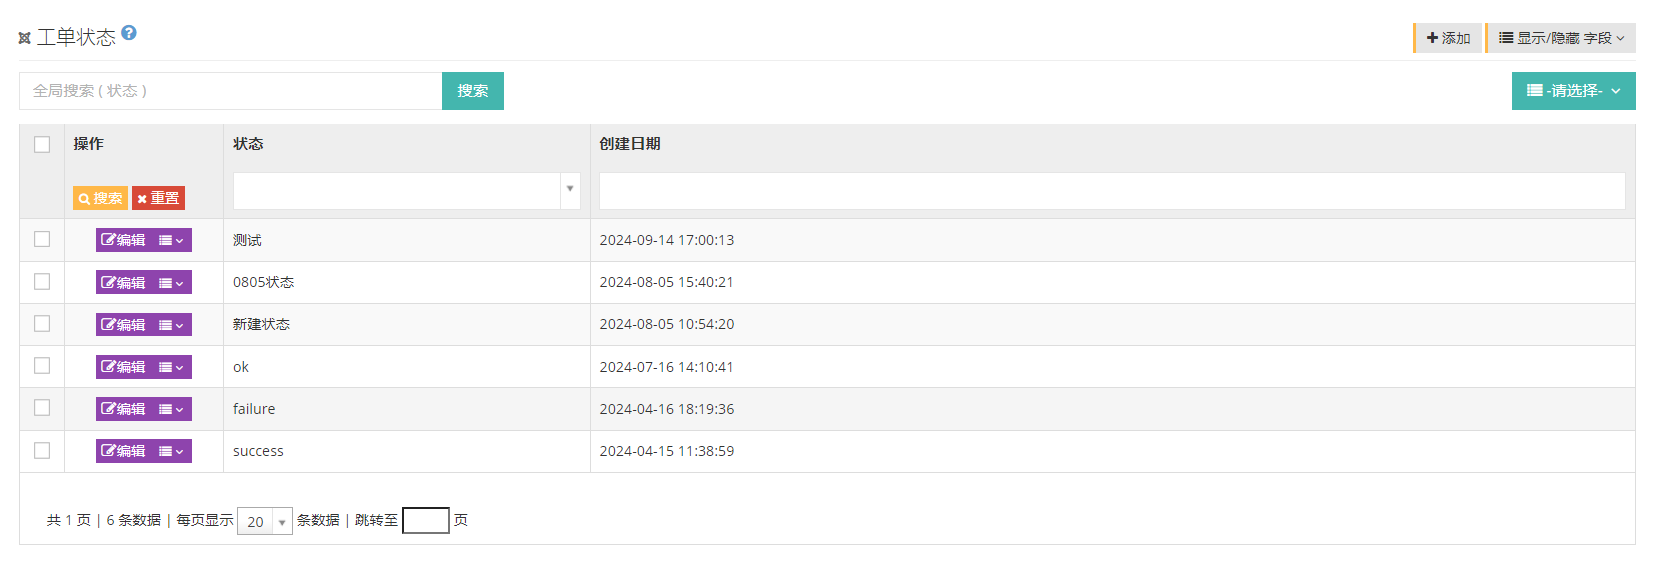 工单状态
添加 显示/隐藏 字段
全局搜索 ( 状态 ) 搜索 -请选择-
操作 状态 创建日期
搜索 重置
编辑 测试 2024-09-14 17:00:13
编辑 0805状态 2024-08-05 15:40:21
编辑 新建状态 2024-08-05 10:54:20
编辑 ok 2024-07-16 14:10:41
编辑 failure 2024-04-16 18:19:36
编辑 success 2024-04-15 11:38:59
共 1 页 | 6 条数据 | 每页显示 20 条数据 | 跳转至 页